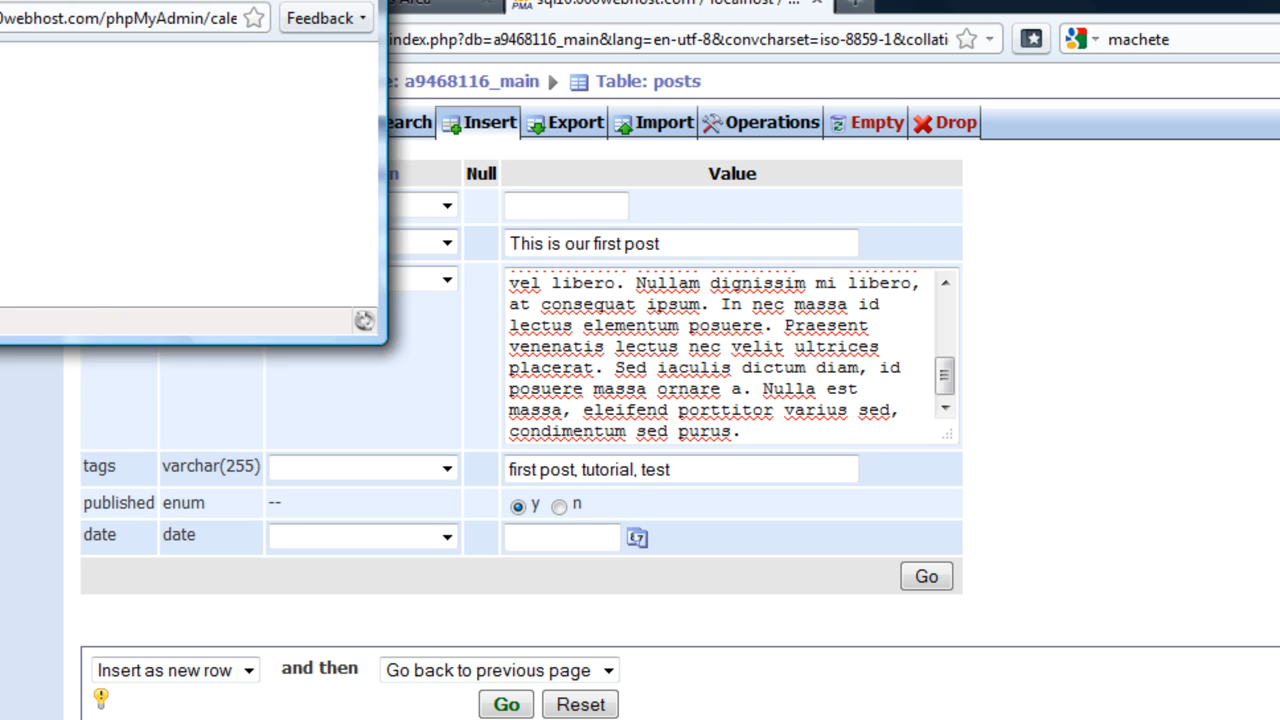 sql10.000webhost.com / localhost / ...
0webhost.com/phpMyAdmin/cale
Feedback
index.php?db=a9468116_main&lang=en-utf-8&convcharset=iso-8859-1&collati
machete
: a9468116_main
Table: posts
earch
Insert
Export
Import
Operations
Empty
Drop
n
Null
Value
This is our first post
vel libero. Nullam dignissim mi libero,
at consequat ipsum. In nec massa id
lectus elementum posuere. Praesent
venenatis lectus nec velit ultrices
placerat. Sed iaculis dictum diam, id
posuere massa ornare a. Nulla est
massa, eleifend porttitor varius sed,
condimentum sed purus.
tags
varchar(255)
first post, tutorial, test
published
enum
--
y
n
date
date
Go
Insert as new row
and then
Go back to previous page
Go
Reset